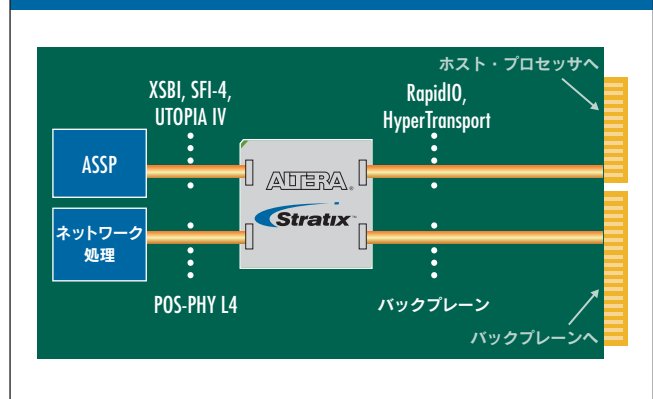 ホスト・プロセッサへ
XSBI, SFI-4,
UTOPIA IV
RapidIO,
HyperTransport
ASSP
ALTERA®
Stratix™
ネットワーク
処理
POS-PHY L4
バックプレーン
バックプレーンへ